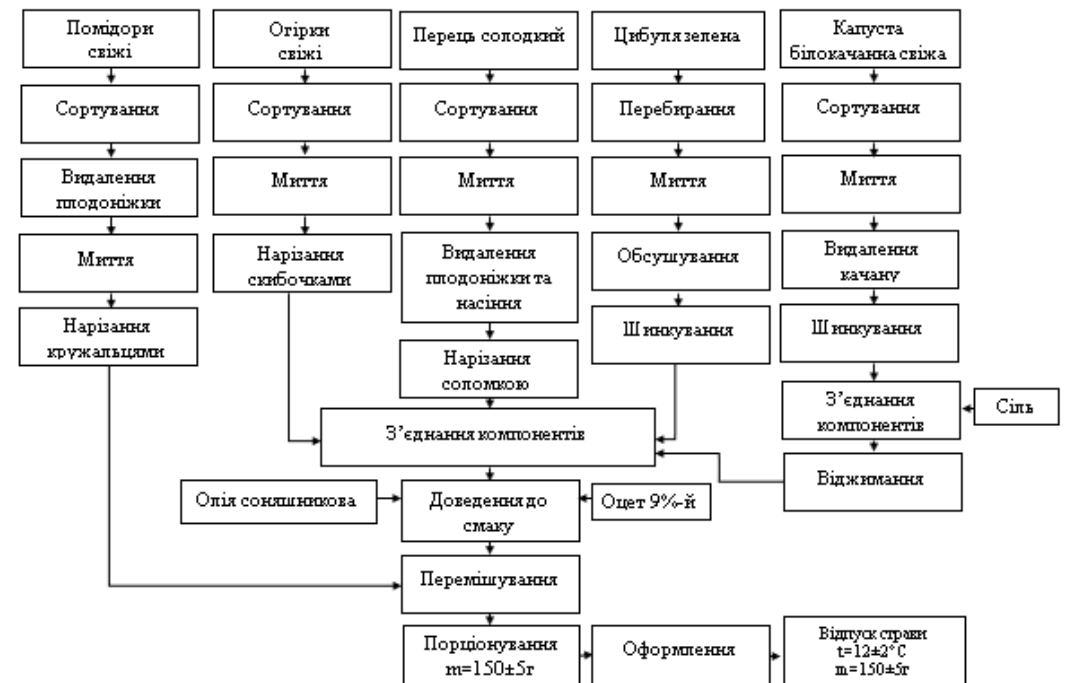 Помідори
свіжі
Огірки
свіжі
Перець солодкий
Цибуля зелена
Капуста
білокачанна свіжа
Сортування
Сортування
Сортування
Перебирання
Сортування
Видалення
плодоніжки
Миття
Миття
Миття
Миття
Миття
Нарізання
скибочками
Видалення
плодоніжки та
насіння
Обсушування
Видалення
качану
Нарізання
кружальцями
Шинкування
Шинкування
Нарізання
соломкою
З’єднання
компонентів
Сіль
З’єднання компонентів
Віджимання
Олія соняшникова
Доведення до
смаку
Оцет 9%-й
Перемішування
Порціонування
m=150±5г
Оформлення
Відпуск страви
t=12±2°C
m=150±5г